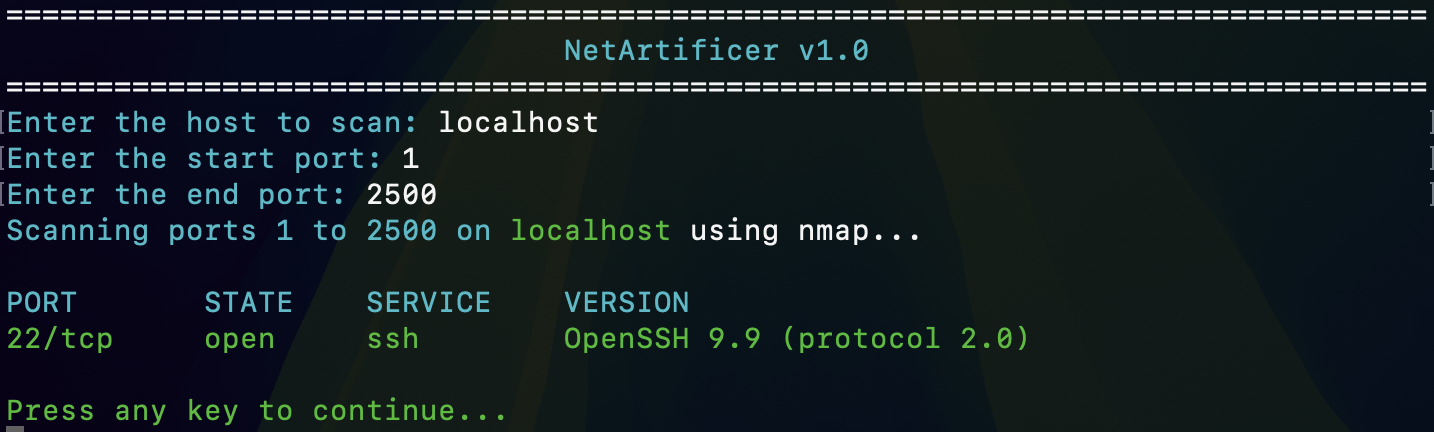 ===============================================================================
NetArtificer v1.0
===============================================================================
Enter the host to scan: localhost
Enter the start port: 1
Enter the end port: 2500
Scanning ports 1 to 2500 on localhost using nmap...
PORT       STATE    SERVICE    VERSION
22/tcp     open     ssh        OpenSSH 9.9 (protocol 2.0)
Press any key to continue...